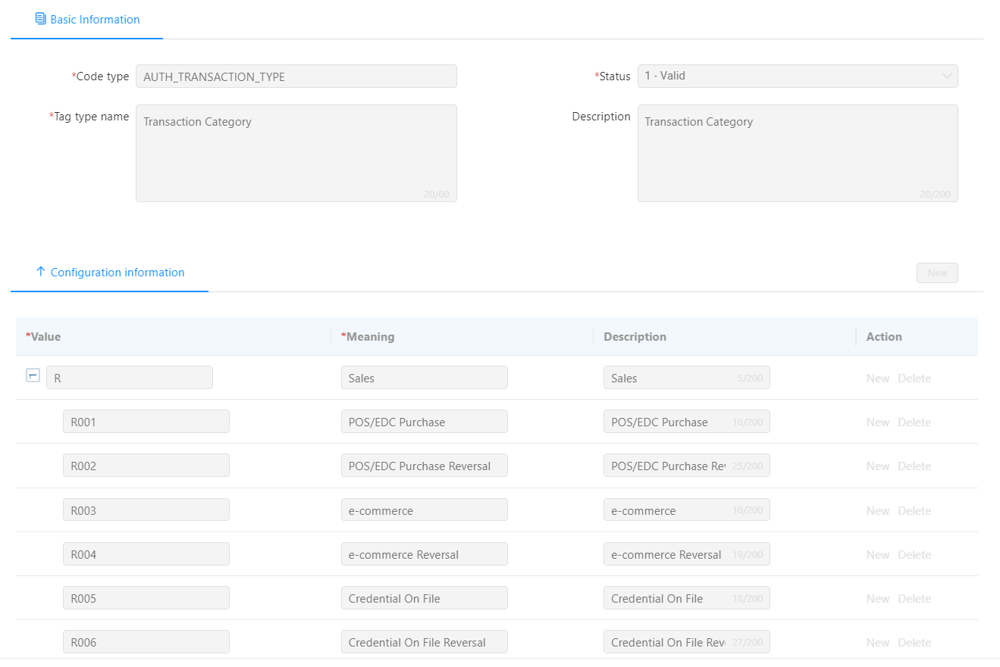 Basic Information
*Code type AUTH_TRANSACTION_TYPE *Status 1 - Valid
*Tag type name Transaction Category Description Transaction Category
20/60 20/200
Configuration information New
*Value *Meaning Description Action
R Sales Sales 5/200 New Delete
R001 POS/EDC Purchase POS/EDC Purchase 16/200 New Delete
R002 POS/EDC Purchase Reversal POS/EDC Purchase Re 25/200 New Delete
R003 e-commerce e-commerce 10/200 New Delete
R004 e-commerce Reversal e-commerce Reversal 19/200 New Delete
R005 Credential On File Credential On File 18/200 New Delete
R006 Credential On File Reversal Credential On File Rev 27/200 New Delete